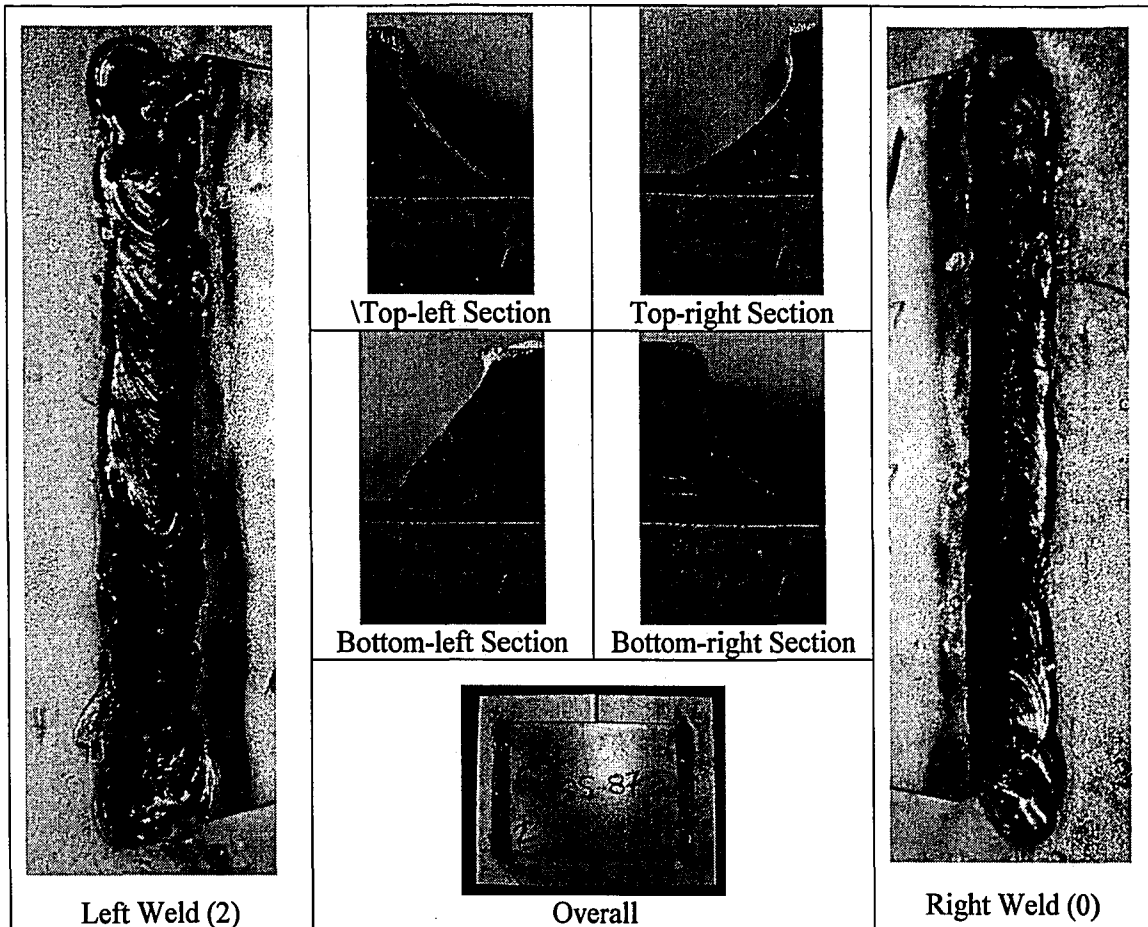 \Top-left Section
Top-right Section
Bottom-left Section
Bottom-right Section
87
Left Weld (2)
Overall
Right Weld (0)